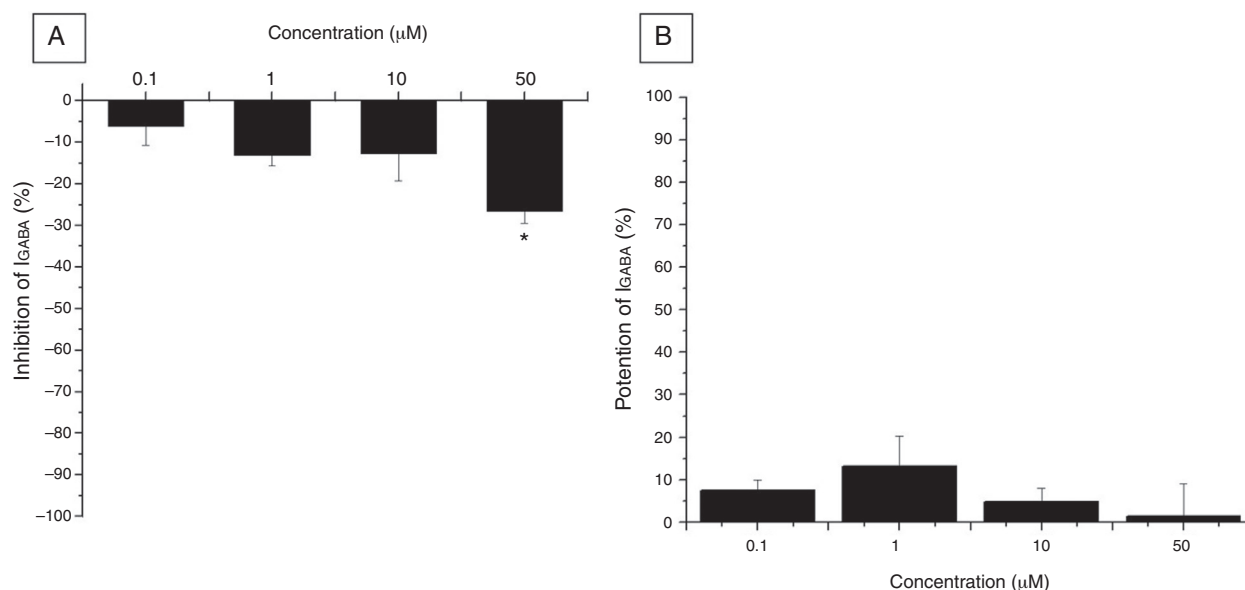 A
Concentration (μM)
0.1 1 10 50
0
–10
–20
–30
–40
–50
–60
–70
–80
–90
–100
*
Inhibition of IGABA (%)
B
100
90
80
70
60
50
40
30
20
10
0
Potention of IGABA (%)
0.1 1 10 50
Concentration (μM)